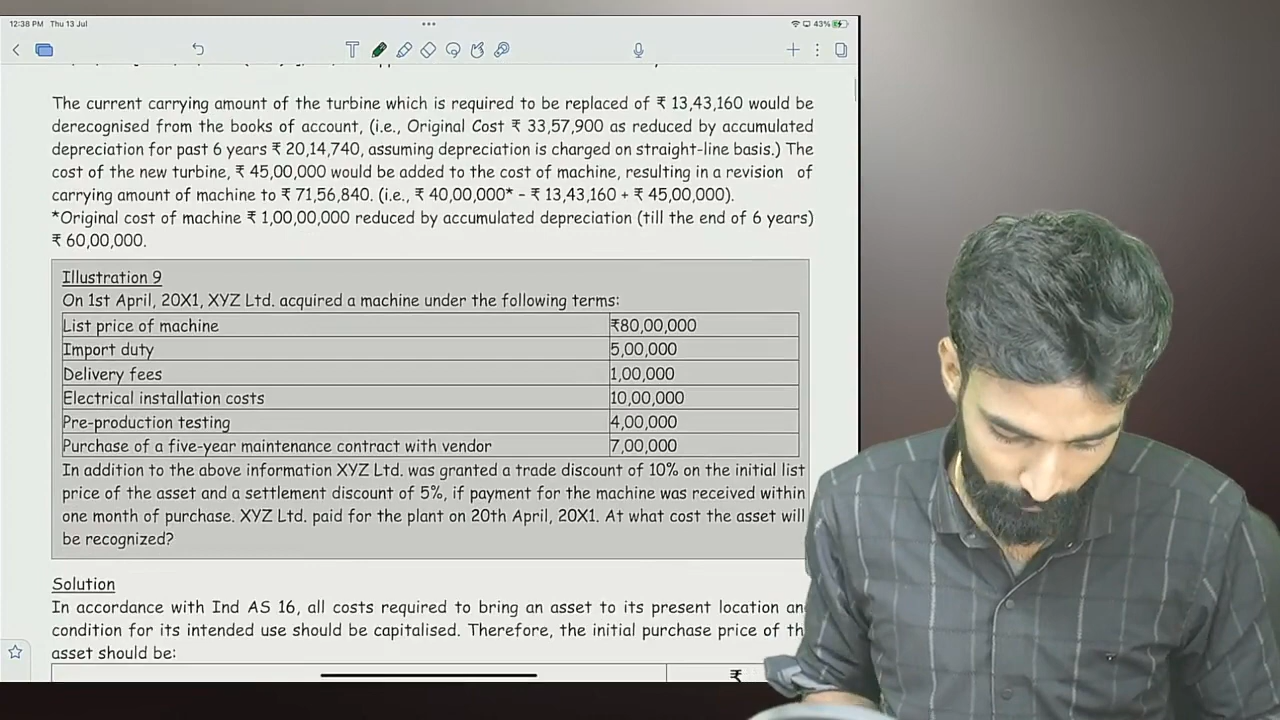 12:38 PM Thu 13 Jul
43%
The current carrying amount of the turbine which is required to be replaced of ₹ 13,43,160 would be
derecognised from the books of account, (i.e., Original Cost ₹ 33,57,900 as reduced by accumulated
depreciation for past 6 years ₹ 20,14,740, assuming depreciation is charged on straight-line basis.) The
cost of the new turbine, ₹ 45,00,000 would be added to the cost of machine, resulting in a revision of
carrying amount of machine to ₹ 71,56,840. (i.e., ₹ 40,00,000* – ₹ 13,43,160 + ₹ 45,00,000).
*Original cost of machine ₹ 1,00,00,000 reduced by accumulated depreciation (till the end of 6 years)
₹ 60,00,000.
Illustration 9
On 1st April, 20X1, XYZ Ltd. acquired a machine under the following terms:
List price of machine ₹80,00,000
Import duty 5,00,000
Delivery fees 1,00,000
Electrical installation costs 10,00,000
Pre-production testing 4,00,000
Purchase of a five-year maintenance contract with vendor 7,00,000
In addition to the above information XYZ Ltd. was granted a trade discount of 10% on the initial list
price of the asset and a settlement discount of 5%, if payment for the machine was received within
one month of purchase. XYZ Ltd. paid for the plant on 20th April, 20X1. At what cost the asset will
be recognized?
Solution
In accordance with Ind AS 16, all costs required to bring an asset to its present location
condition for its intended use should be capitalised. Therefore, the initial purchase price of
asset should be:
₹